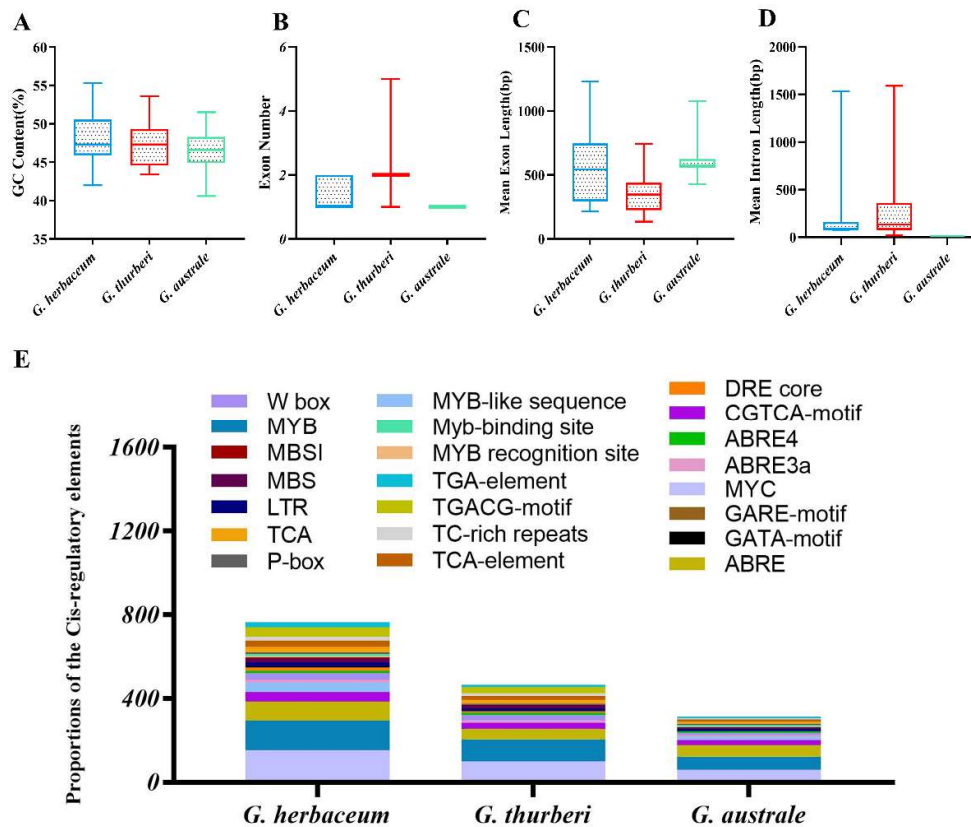 A
GC Content(%)
60
55
50
45
40
35
G. herbaceum
G. thurberi
G. australe
B
Exon Number
6
4
2
0
G. herbaceum
G. thurberi
G. australe
C
Mean Exon Length(bp)
1500
1000
500
0
G. herbaceum
G. thurberi
G. australe
D
Mean Intron Length(bp)
2000
1500
1000
500
0
G. herbaceum
G. thurberi
G. australe
E
Proportions of the Cis-regulatory elements
1600
1200
800
400
0
W box
MYB
MBSI
MBS
LTR
TCA
P-box
MYB-like sequence
Myb-binding site
MYB recognition site
TGA-element
TGACG-motif
TC-rich repeats
TCA-element
DRE core
CGTCA-motif
ABRE4
ABRE3a
MYC
GARE-motif
GATA-motif
ABRE
G. herbaceum
G. thurberi
G. australe